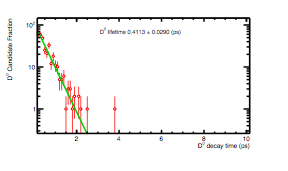 D⁰ lifetime 0.4113 ± 0.0290 (ps)
D⁰ Candidate Fraction
10²
10
1
2
4
6
8
10
D⁰ decay time (ps)